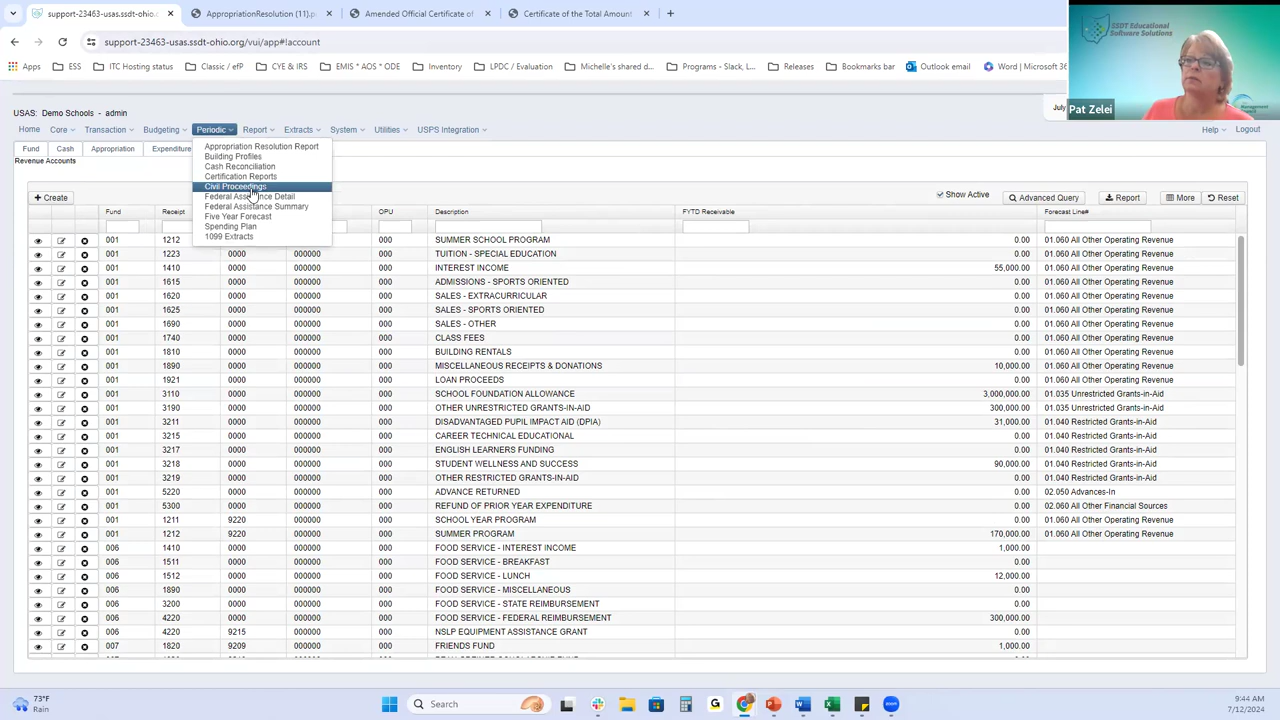 support-23463-usas.ssdt-ohio.o
AppropriationResolution (11).p
Amended Official Certificate of
Certificate of the Total Amount
support-23463-usas.ssdt-ohio.org/vui/app#!account
Apps
ESS
ITC Hosting status
Classic / efP
CYE & IRS
EMIS * AOS * ODE
Inventory
LPDC / Evaluation
Michelle's shared d...
Programs - Slack, L...
Releases
Bookmarks bar
Outlook email
Word | Microsoft 36
SSDT Educational
Software Solutions
Pat Zelei
USAS: Demo Schools - admin
July
Home Core Transaction Budgeting Periodic Report Extracts System Utilities USPS Integration
Help Logout
Fund Cash Appropriation Expenditure
Revenue Accounts
Appropriation Resolution Report
Building Profiles
Cash Reconciliation
Certification Reports
Civil Proceedings
Federal Assistance Detail
Federal Assistance Summary
Five Year Forecast
Spending Plan
1099 Extracts
Create
Show Active
Advanced Query
Report
More
Reset
Fund Receipt OPU Description FYTD Receivable Forecast Line#
001 1212 0000 000000 000 SUMMER SCHOOL PROGRAM 0.00 01.060 All Other Operating Revenue
001 1223 0000 000000 000 TUITION - SPECIAL EDUCATION 0.00 01.060 All Other Operating Revenue
001 1410 0000 000000 000 INTEREST INCOME 55,000.00 01.060 All Other Operating Revenue
001 1615 0000 000000 000 ADMISSIONS - SPORTS ORIENTED 0.00 01.060 All Other Operating Revenue
001 1620 0000 000000 000 SALES - EXTRACURRICULAR 0.00 01.060 All Other Operating Revenue
001 1625 0000 000000 000 SALES - SPORTS ORIENTED 0.00 01.060 All Other Operating Revenue
001 1690 0000 000000 000 SALES - OTHER 0.00 01.060 All Other Operating Revenue
001 1740 0000 000000 000 CLASS FEES 0.00 01.060 All Other Operating Revenue
001 1810 0000 000000 000 BUILDING RENTALS 0.00 01.060 All Other Operating Revenue
001 1890 0000 000000 000 MISCELLANEOUS RECEIPTS & DONATIONS 10,000.00 01.060 All Other Operating Revenue
001 1921 0000 000000 000 LOAN PROCEEDS 0.00 01.060 All Other Operating Revenue
001 3110 0000 000000 000 SCHOOL FOUNDATION ALLOWANCE 3,000,000.00 01.035 Unrestricted Grants-in-Aid
001 3190 0000 000000 000 OTHER UNRESTRICTED GRANTS-IN-AID 300,000.00 01.035 Unrestricted Grants-in-Aid
001 3211 0000 000000 000 DISADVANTAGED PUPIL IMPACT AID (DPIA) 31,000.00 01.040 Restricted Grants-in-Aid
001 3215 0000 000000 000 CAREER TECHNICAL EDUCATIONAL 0.00 01.040 Restricted Grants-in-Aid
001 3217 0000 000000 000 ENGLISH LEARNERS FUNDING 0.00 01.040 Restricted Grants-in-Aid
001 3218 0000 000000 000 STUDENT WELLNESS AND SUCCESS 90,000.00 01.040 Restricted Grants-in-Aid
001 3219 0000 000000 000 OTHER RESTRICTED GRANTS-IN-AID 0.00 01.040 Restricted Grants-in-Aid
001 5220 0000 000000 000 ADVANCE RETURNED 0.00 02.050 Advances-In
001 5300 0000 000000 000 REFUND OF PRIOR YEAR EXPENDITURE 0.00 02.060 All Other Financial Sources
001 1211 9220 000000 000 SCHOOL YEAR PROGRAM 0.00 01.060 All Other Operating Revenue
001 1212 9220 000000 000 SUMMER PROGRAM 170,000.00 01.060 All Other Operating Revenue
006 1410 0000 000000 000 FOOD SERVICE - INTEREST INCOME 1,000.00
006 1511 0000 000000 000 FOOD SERVICE - BREAKFAST 0.00
006 1512 0000 000000 000 FOOD SERVICE - LUNCH 12,000.00
006 1890 0000 000000 000 FOOD SERVICE - MISCELLANEOUS 0.00
006 3200 0000 000000 000 FOOD SERVICE - STATE REIMBURSEMENT 0.00
006 4220 0000 000000 000 FOOD SERVICE - FEDERAL REIMBURSEMENT 300,000.00
006 4220 9215 000000 000 NSLP EQUIPMENT ASSISTANCE GRANT 0.00
007 1820 9209 000000 000 FRIENDS FUND 1,000.00
73°F
Rain
Search
9:44 AM
7/12/2024